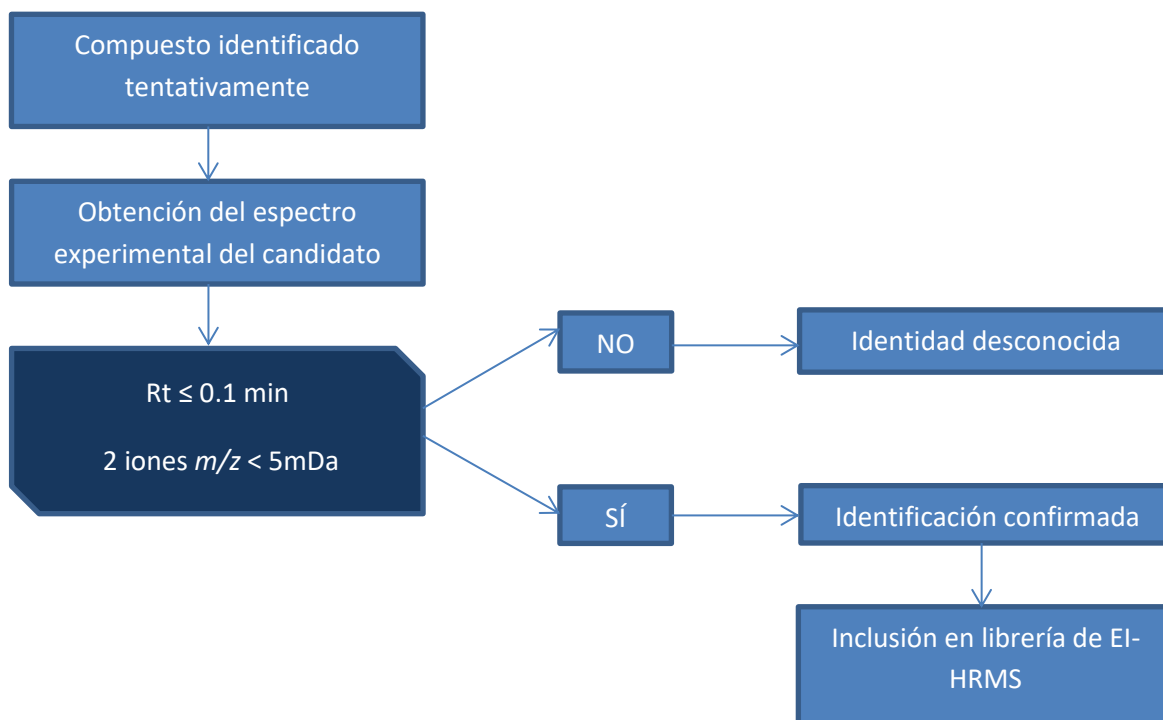 Compuesto identificado
tentativamente
Obtención del espectro
experimental del candidato
Rt ≤ 0.1 min
2 iones m/z < 5mDa
NO
Identidad desconocida
SÍ
Identificación confirmada
Inclusión en librería de EI-
HRMS